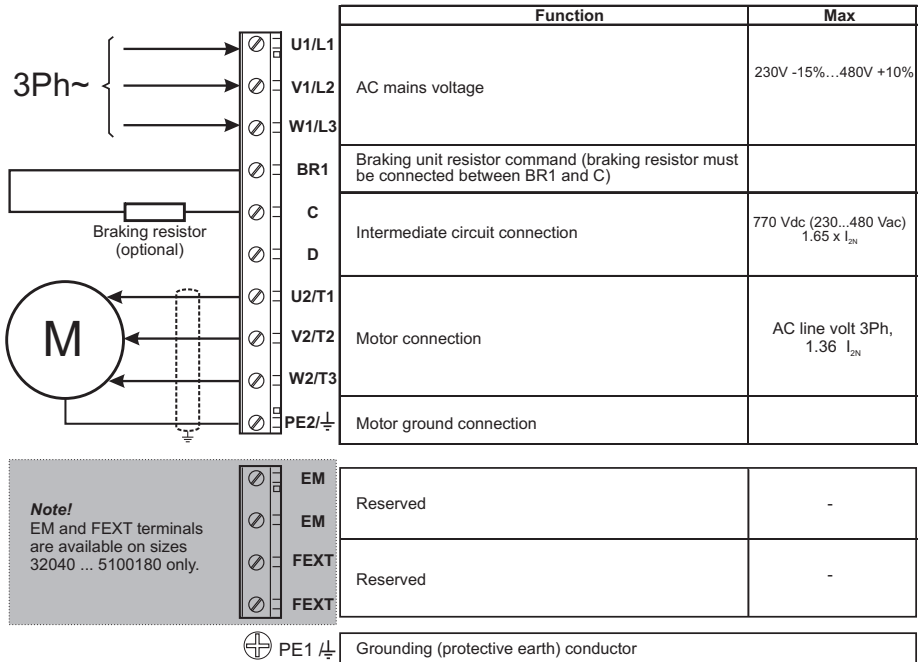 Function Max
3Ph~
U1/L1
V1/L2
W1/L3
AC mains voltage
230V -15%…480V +10%
BR1
Braking unit resistor command (braking resistor must
be connected between BR1 and C)
C
D
Braking resistor
(optional)
Intermediate circuit connection
770 Vdc (230...480 Vac)
1.65 x I2N
M
U2/T1
V2/T2
W2/T3
Motor connection
AC line volt 3Ph,
1.36 I2N
PE2/⏚
Motor ground connection
Note!
EM and FEXT terminals
are available on sizes
32040 ... 5100180 only.
EM
EM
Reserved -
FEXT
FEXT
Reserved -
PE1 /⏚ Grounding (protective earth) conductor